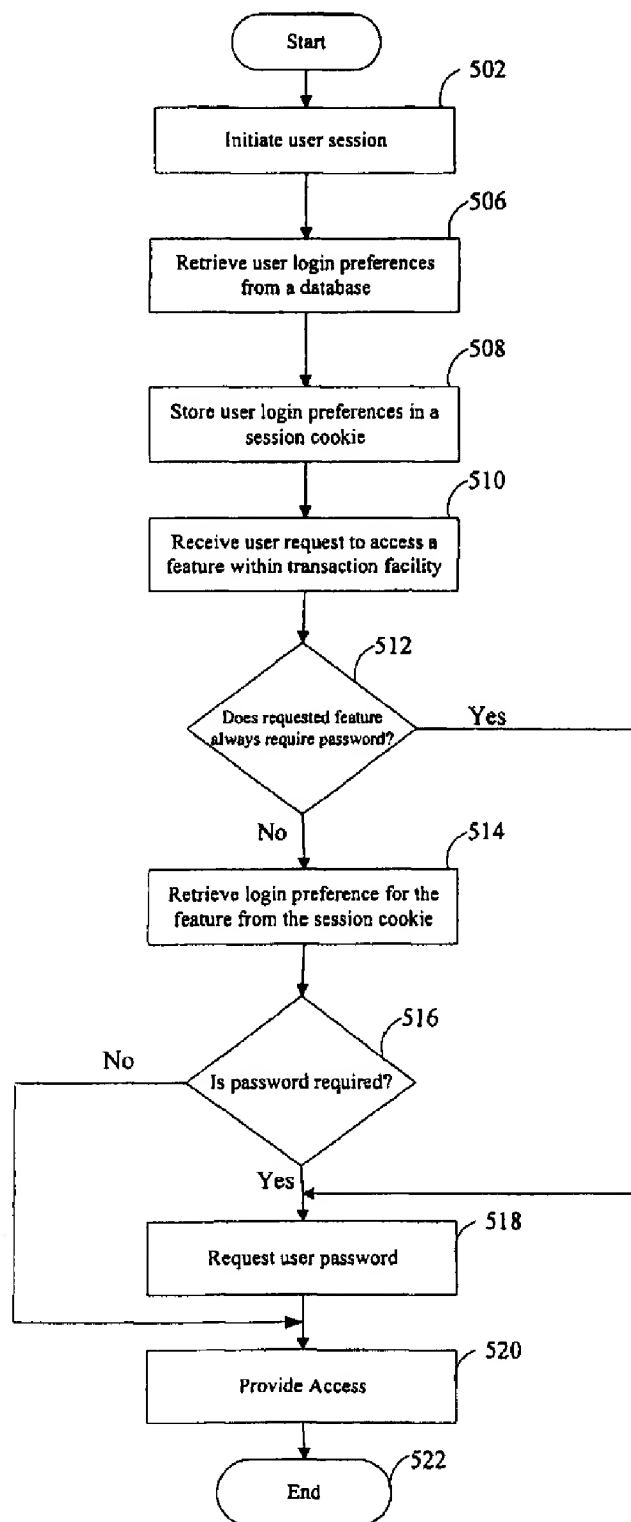 Start
502
Initiate user session
506
Retrieve user login preferences
from a database
508
Store user login preferences in a
session cookie
510
Receive user request to access a
feature within transaction facility
512
Does requested feature
always require password?
Yes
No
514
Retrieve login preference for the
feature from the session cookie
516
No
Is password required?
Yes
518
Request user password
520
Provide Access
522
End